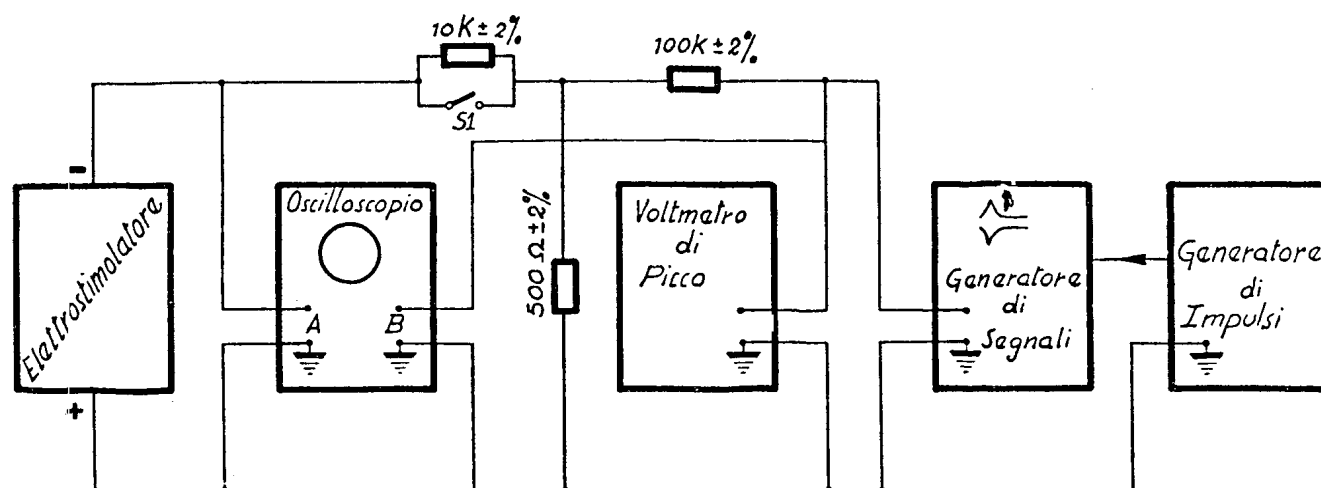 10K ± 2%
100K ± 2%
S1
-
Elettrostimolatore
+
Oscilloscopio
A
B
500 Ω ± 2%
Voltmetro
di
Picco
Generatore
di
Segnali
Generatore
di
Impulsi